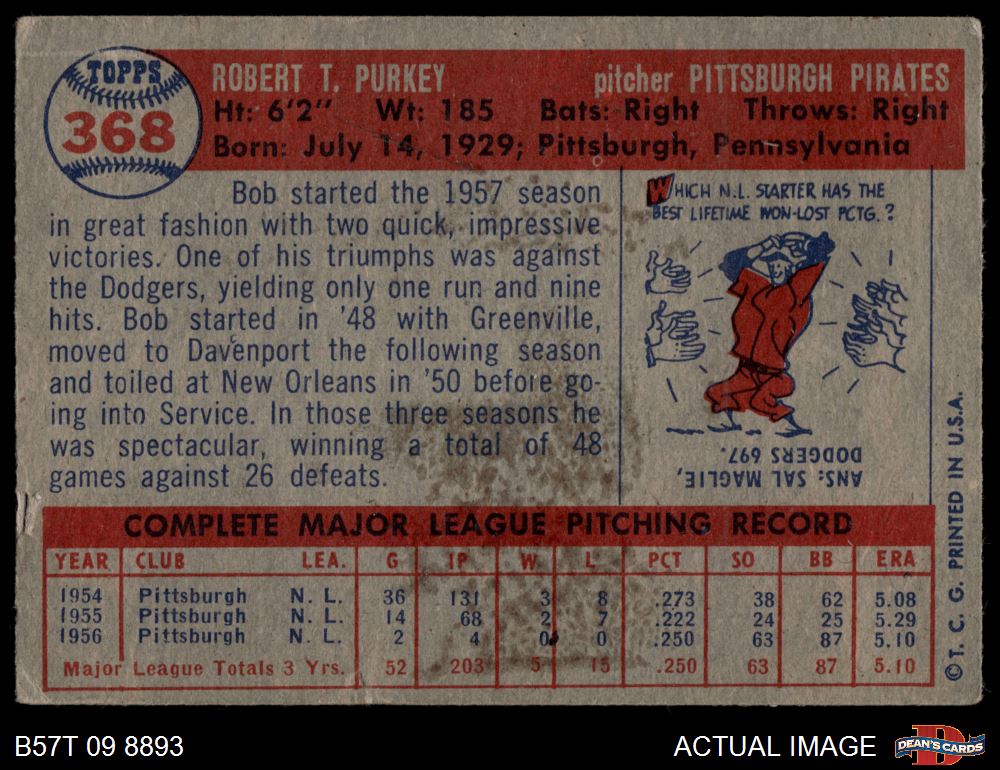 TOPPS
368
ROBERT T. PURKEY pitcher PITTSBURGH PIRATES
Ht: 6'2" Wt: 185 Bats: Right Throws: Right
Born: July 14, 1929; Pittsburgh, Pennsylvania
Bob started the 1957 season
in great fashion with two quick, impressive
victories. One of his triumphs was against
the Dodgers, yielding only one run and nine
hits. Bob started in '48 with Greenville,
moved to Davenport the following season
and toiled at New Orleans in '50 before go-
ing into Service. In those three seasons he
was spectacular, winning a total of 48
games against 26 defeats.
WHICH N.L. STARTER HAS THE
BEST LIFETIME WON-LOST PCTG.?
ANS: SAL MAGLIE,
DODGERS 697.
COMPLETE MAJOR LEAGUE PITCHING RECORD
YEAR CLUB LEA. G IP W L PCT SO BB ERA
1954 Pittsburgh N. L. 36 131 3 8 .273 38 62 5.08
1955 Pittsburgh N. L. 14 68 2 7 .222 24 25 5.29
1956 Pittsburgh N. L. 2 4 0 0 .250 63 87 5.10
Major League Totals 3 Yrs. 52 203 5 15 .250 63 87 5.10
©T. C. G. PRINTED IN U.S.A.
B57T 09 8893
ACTUAL IMAGE
D
DEAN'S CARDS